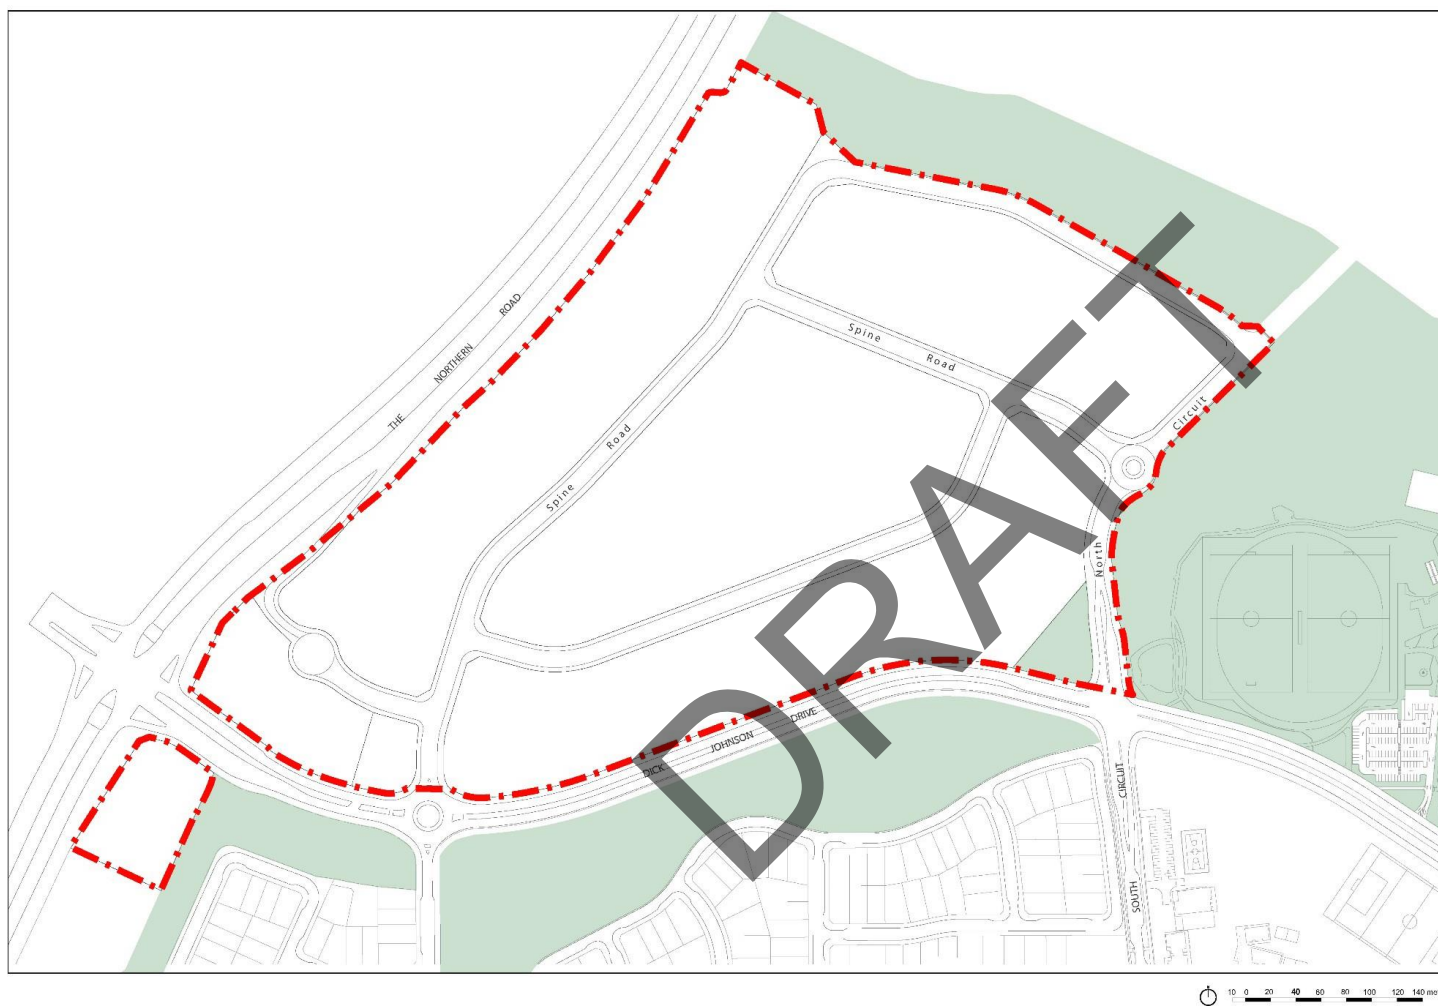 THE NORTHERN ROAD
Spine Road
Spine Road
Circuit
North
DICK JOHNSON DRIVE
CIRCUIT
SOUTH
DRAFT
10 0 20 40 60 80 100 120 140 met